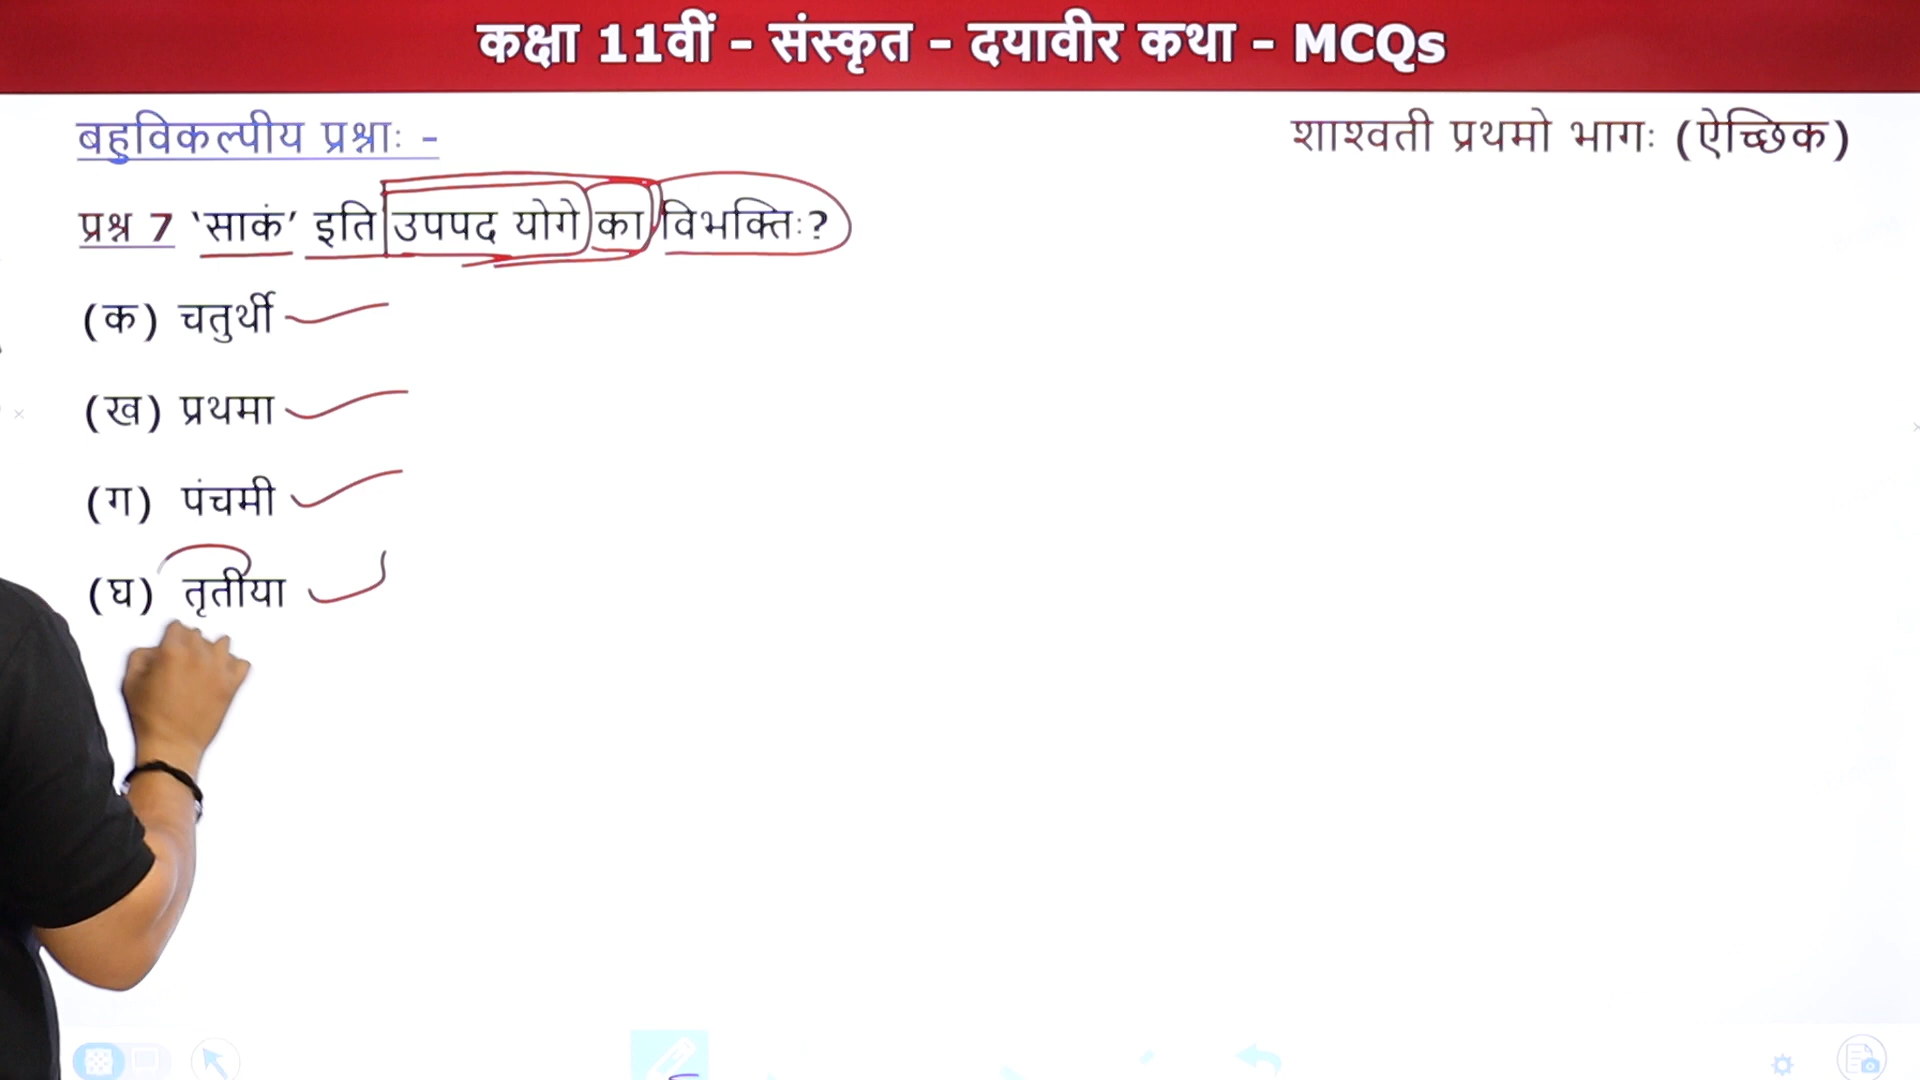 कक्षा 11वीं - संस्कृत - दयावीर कथा - MCQs
बहुविकल्पीय प्रश्नाः -
शाश्वती प्रथमो भागः (ऐच्छिक)
प्रश्न 7 ‘साकं’ इति उपपद योगे का विभक्तिः?
(क) चतुर्थी
(ख) प्रथमा
(ग) पंचमी
(घ) तृतीया